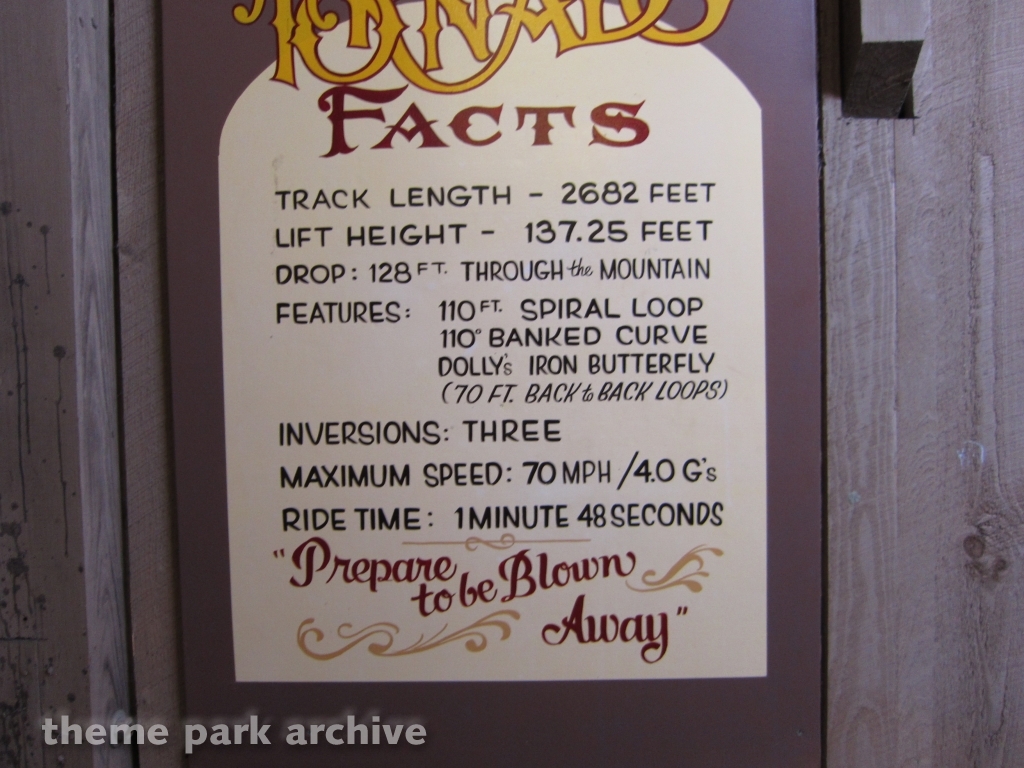 TORNADO
FACTS
TRACK LENGTH - 2682 FEET
LIFT HEIGHT - 137.25 FEET
DROP: 128 FT. THROUGH the MOUNTAIN
FEATURES: 110 FT. SPIRAL LOOP
110° BANKED CURVE
DOLLY's IRON BUTTERFLY
(70 FT. BACK to BACK LOOPS)
INVERSIONS: THREE
MAXIMUM SPEED: 70 MPH /4.0 G's
RIDE TIME: 1 MINUTE 48 SECONDS
"Prepare
to be Blown
Away"
theme park archive